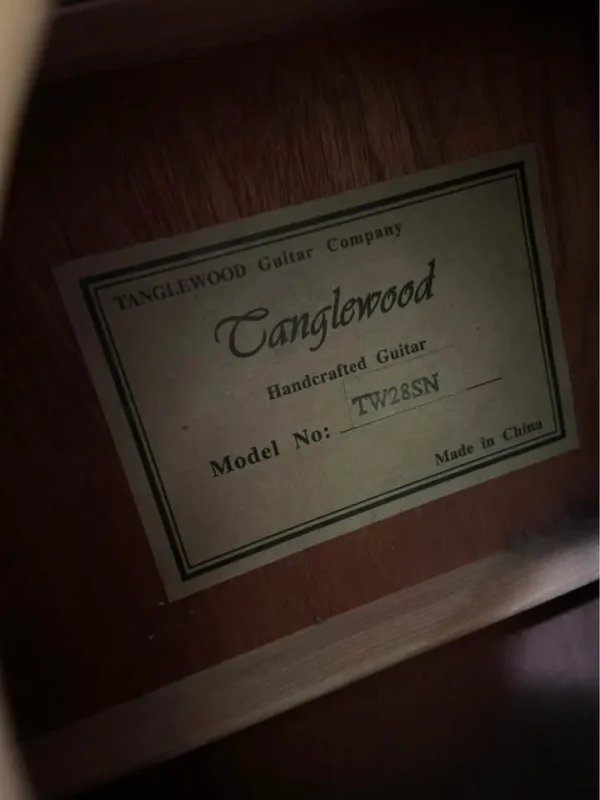 TANGLEWOOD Guitar Company
Tanglewood
Handcrafted Guitar
Model No: TW28SN
Made in China